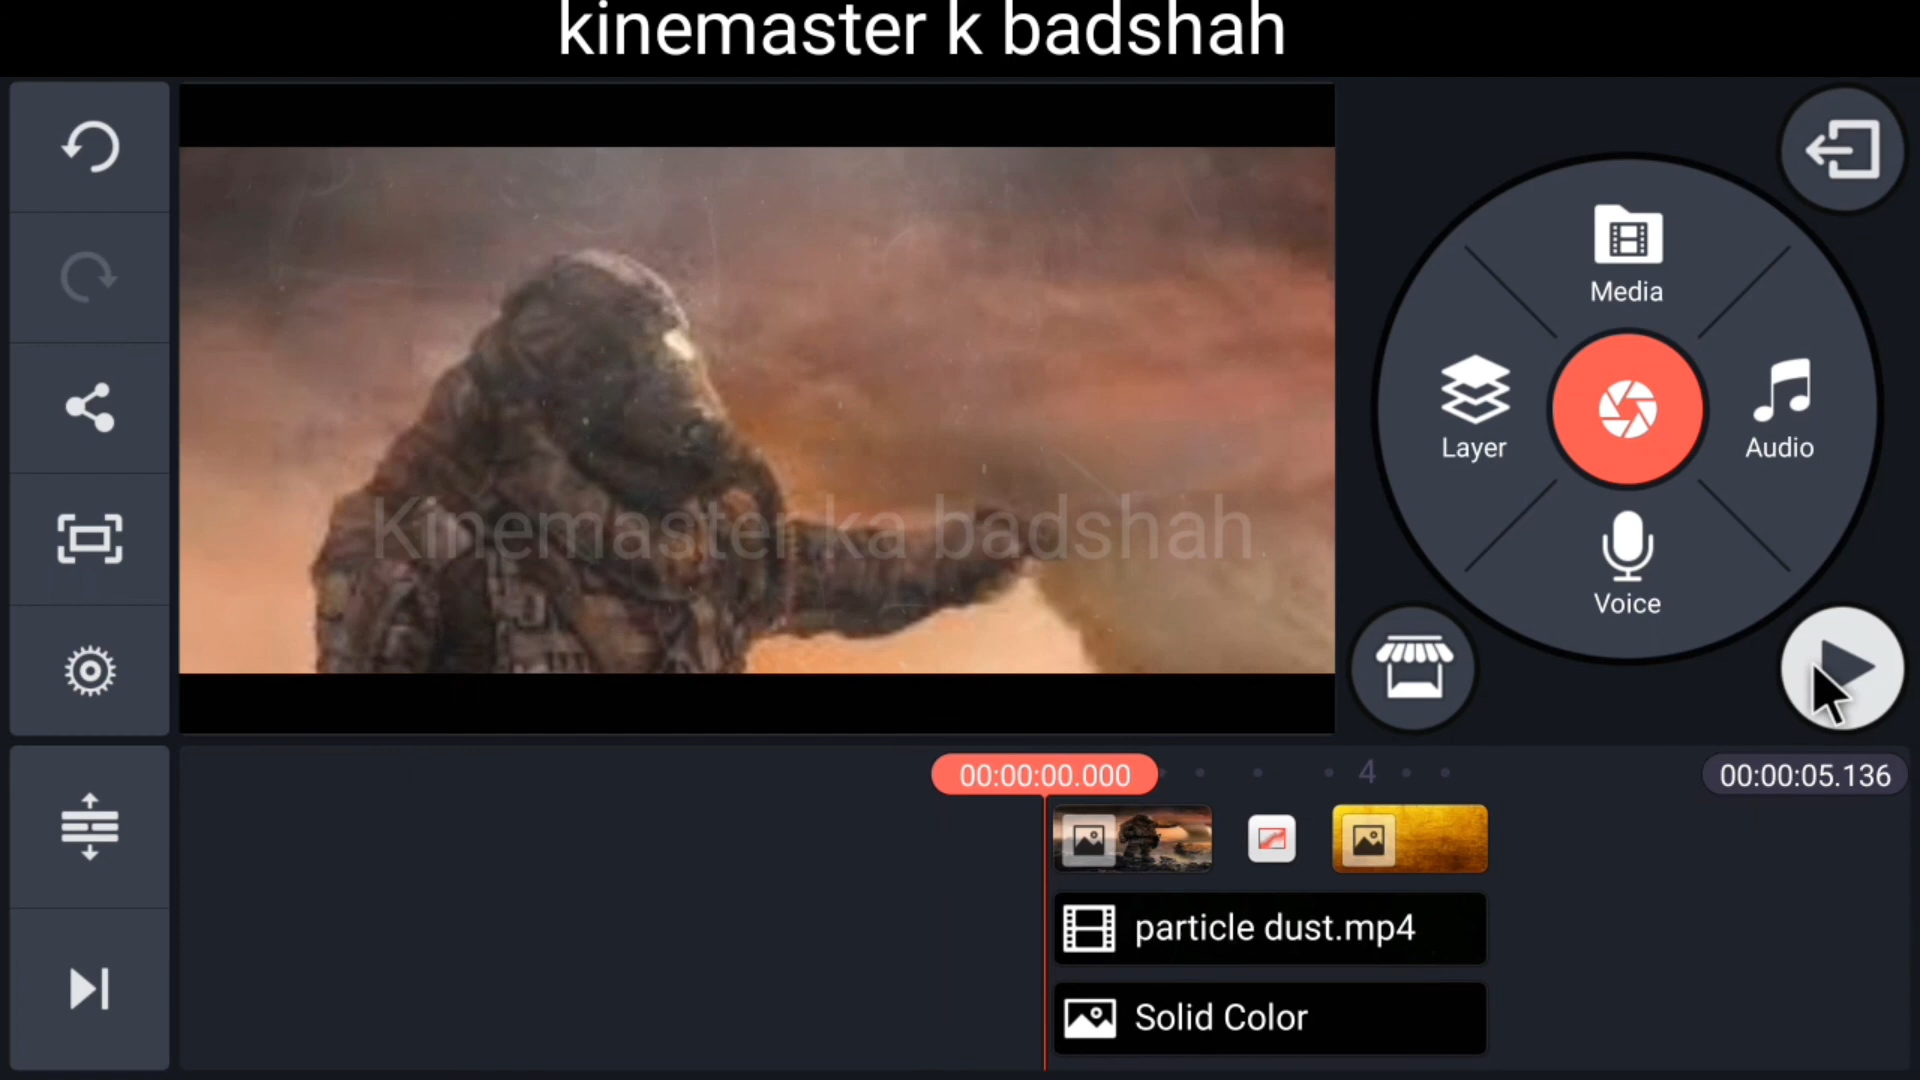 kinemaster k badshah
Media
Layer
Audio
Kinemaster ka badshah
Voice
00:00:00.000
4
00:00:05.136
particle dust.mp4
Solid Color